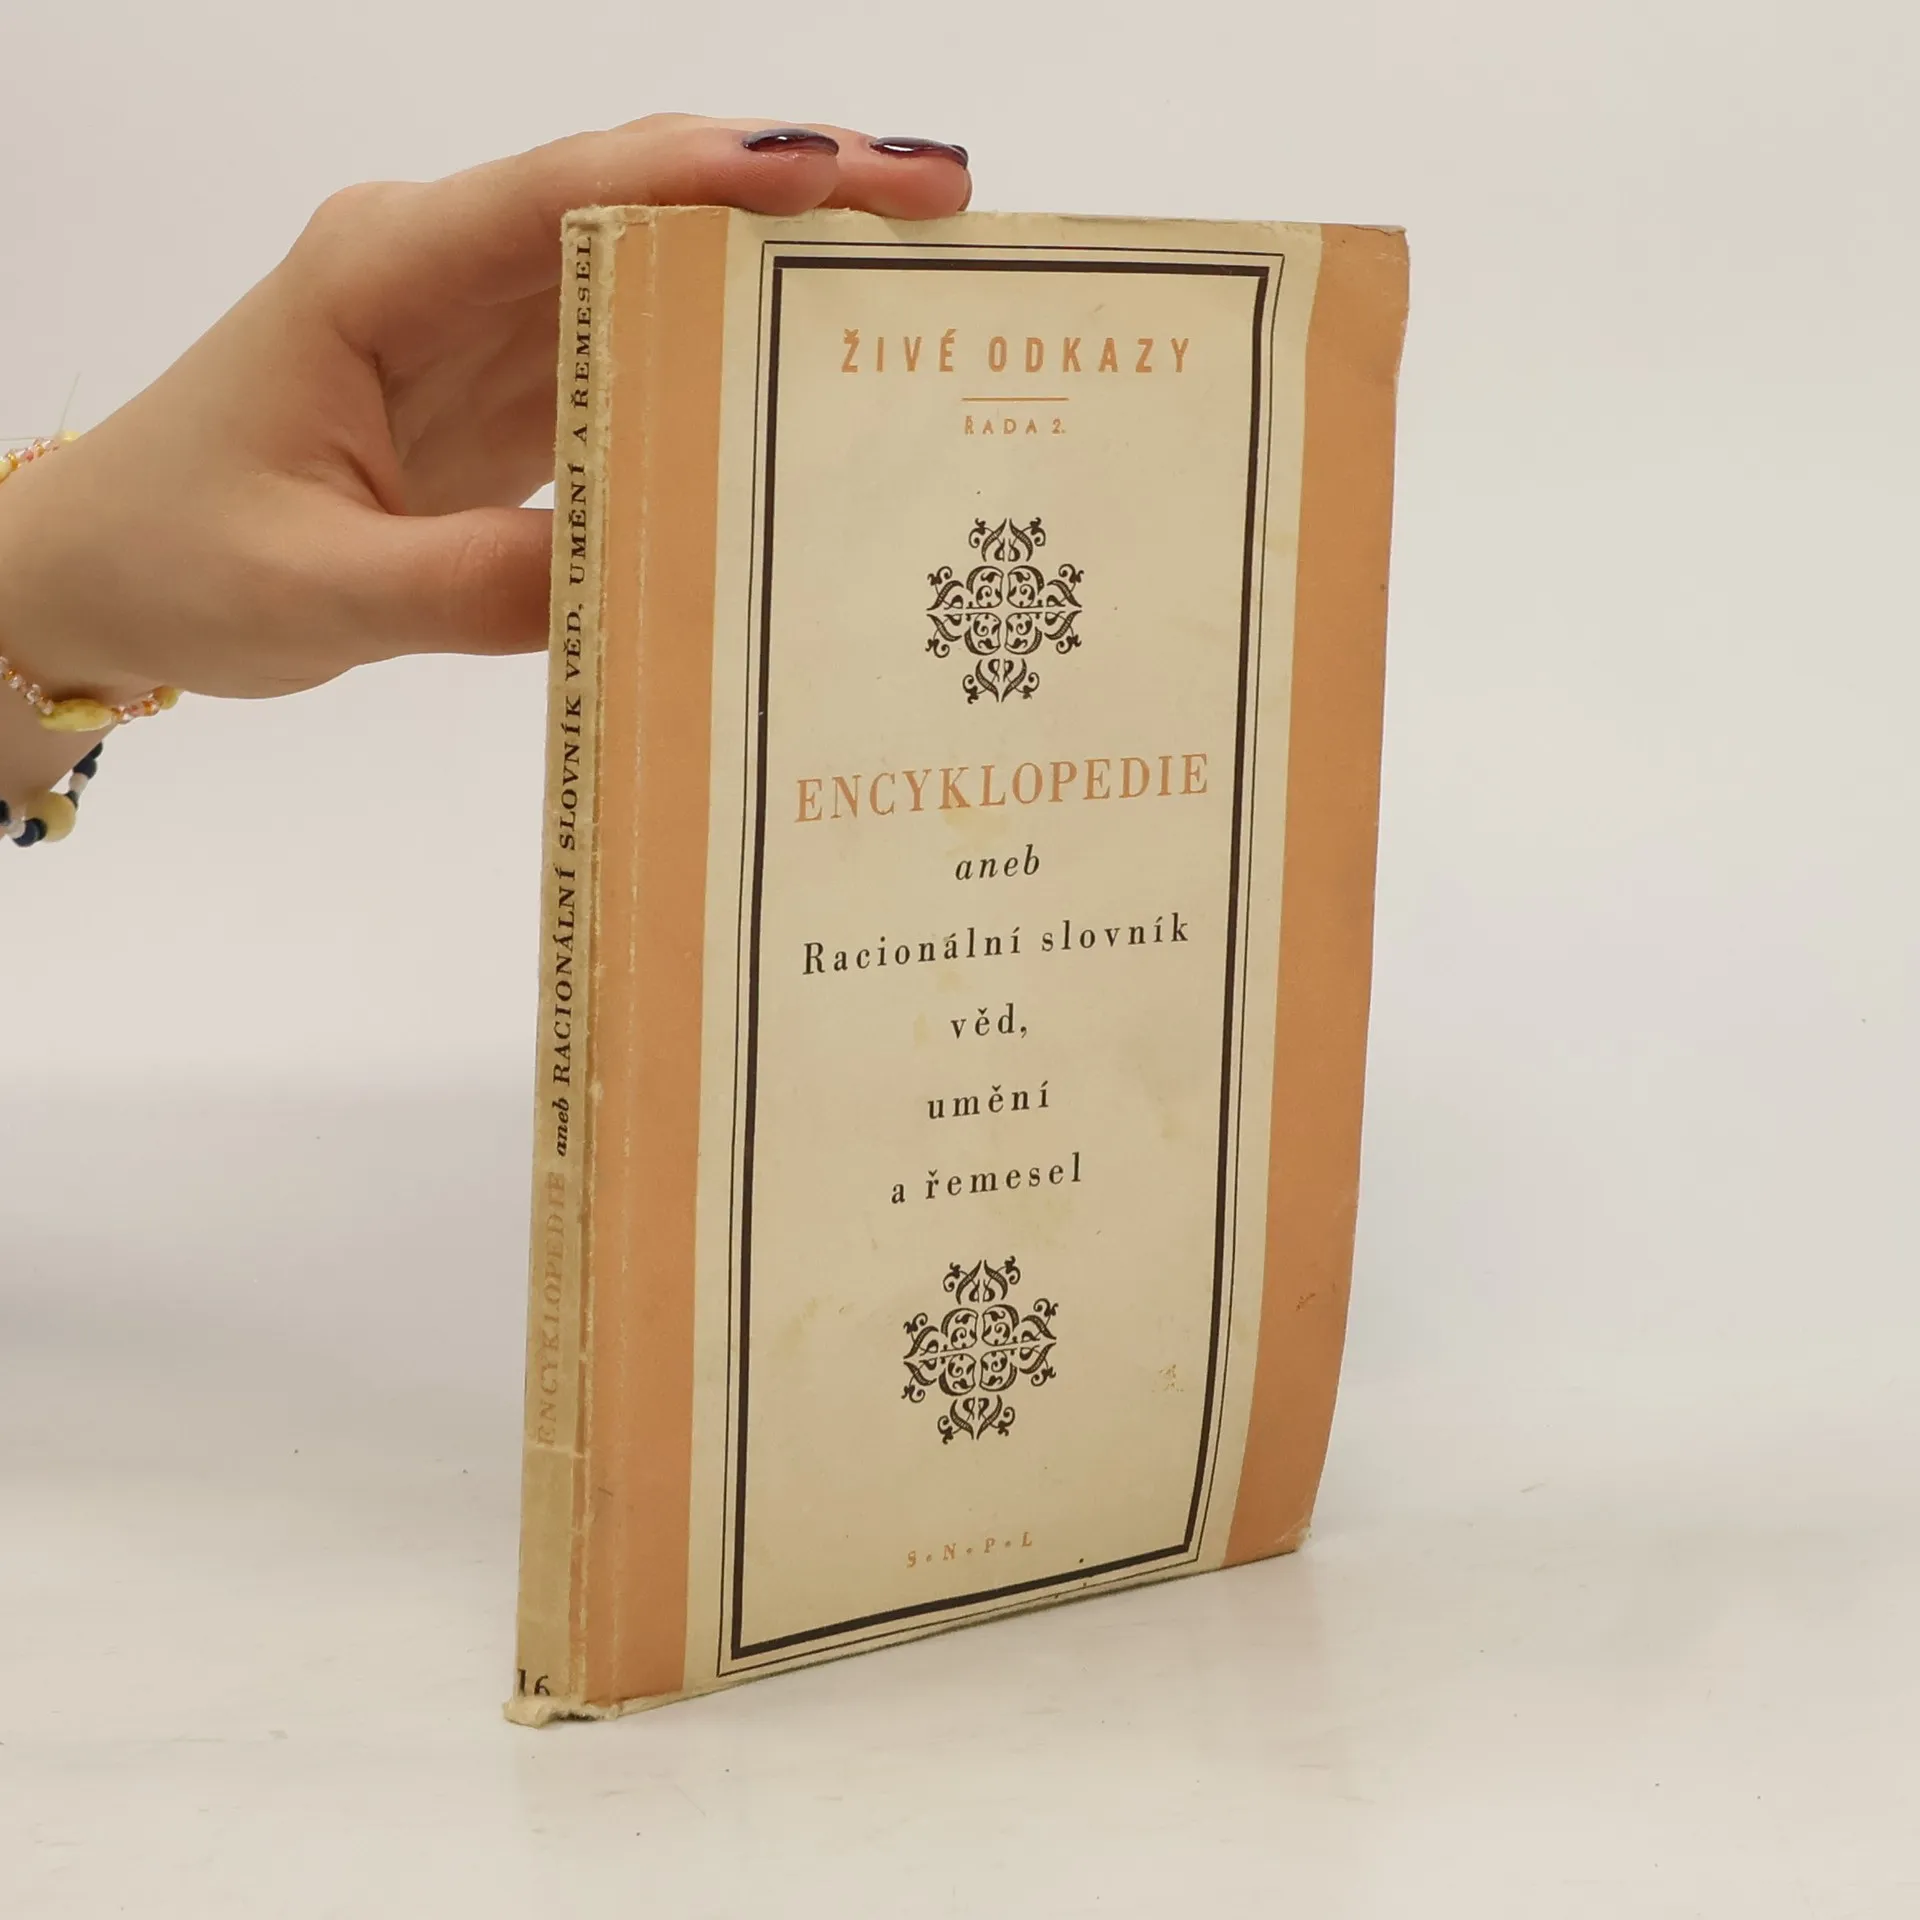 ŽIVÉ ODKAZY
ŘADA 2.
ENCYKLOPEDIE
aneb
Racionální slovník
věd,
umění
a řemesel
S•N•P•L
ENCYKLOPEDIE aneb RACIONÁLNÍ SLOVNÍK VĚD, UMĚNÍ A ŘEMESEL
16